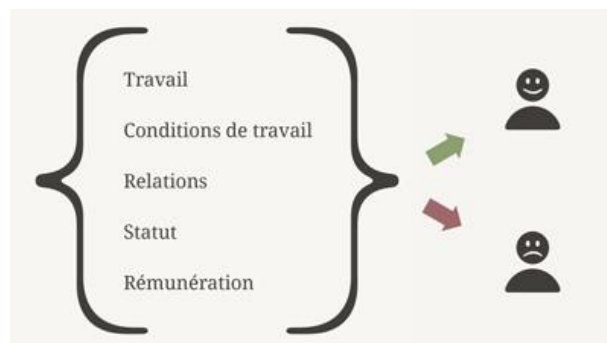 Travail
Conditions de travail
Relations
Statut
Rémunération